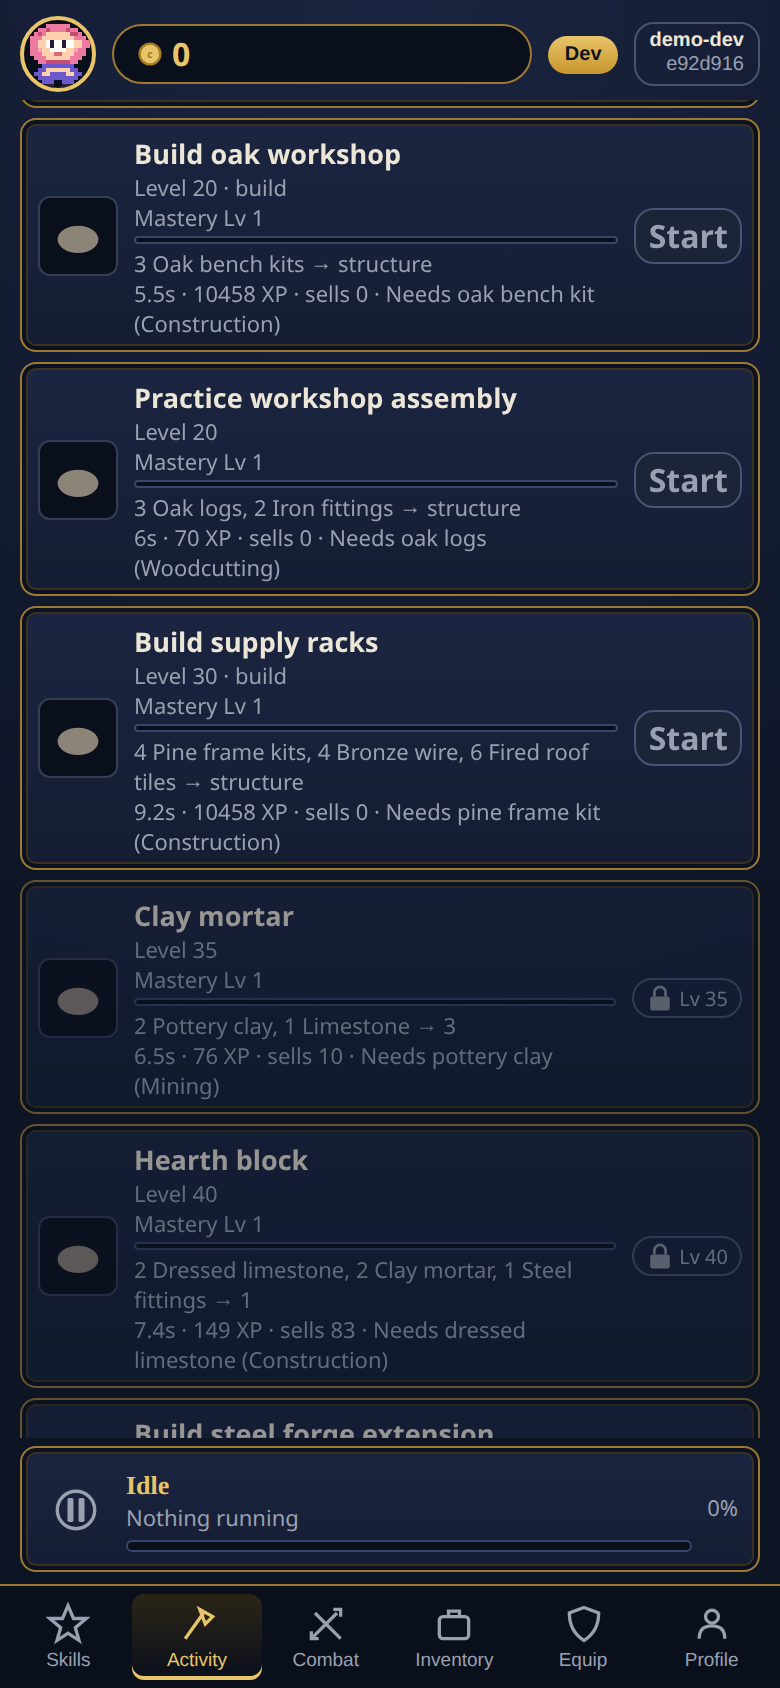 0
Dev
demo-dev
e92d916
Build oak workshop
Level 20 · build
Mastery Lv 1
3 Oak bench kits → structure
5.5s · 10458 XP · sells 0 · Needs oak bench kit
(Construction)
Start
Practice workshop assembly
Level 20
Mastery Lv 1
3 Oak logs, 2 Iron fittings → structure
6s · 70 XP · sells 0 · Needs oak logs
(Woodcutting)
Start
Build supply racks
Level 30 · build
Mastery Lv 1
4 Pine frame kits, 4 Bronze wire, 6 Fired roof
tiles → structure
9.2s · 10458 XP · sells 0 · Needs pine frame kit
(Construction)
Start
Clay mortar
Level 35
Mastery Lv 1
2 Pottery clay, 1 Limestone → 3
6.5s · 76 XP · sells 10 · Needs pottery clay
(Mining)
Lv 35
Hearth block
Level 40
Mastery Lv 1
2 Dressed limestone, 2 Clay mortar, 1 Steel
fittings → 1
7.4s · 149 XP · sells 83 · Needs dressed
limestone (Construction)
Lv 40
Build steel forge extension
Idle
Nothing running
0%
Skills
Activity
Combat
Inventory
Equip
Profile